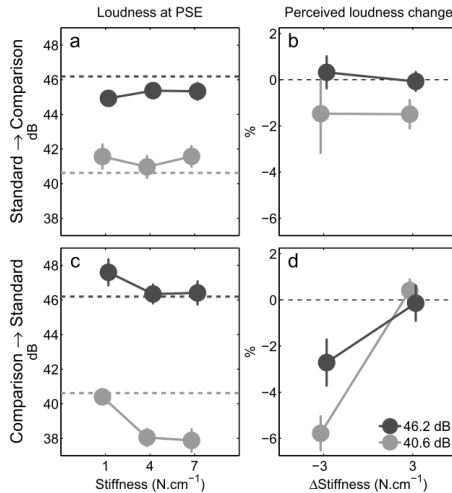 Loudness at PSE
Perceived loudness change
Standard → Comparison
dB
a
48
46
44
42
40
38
b
%
2
0
−2
−4
−6
Comparison → Standard
dB
c
48
46
44
42
40
38
1 4 7
Stiffness (N.cm⁻¹)
d
%
2
0
−2
−4
−6
46.2 dB
40.6 dB
−3 3
ΔStiffness (N.cm⁻¹)